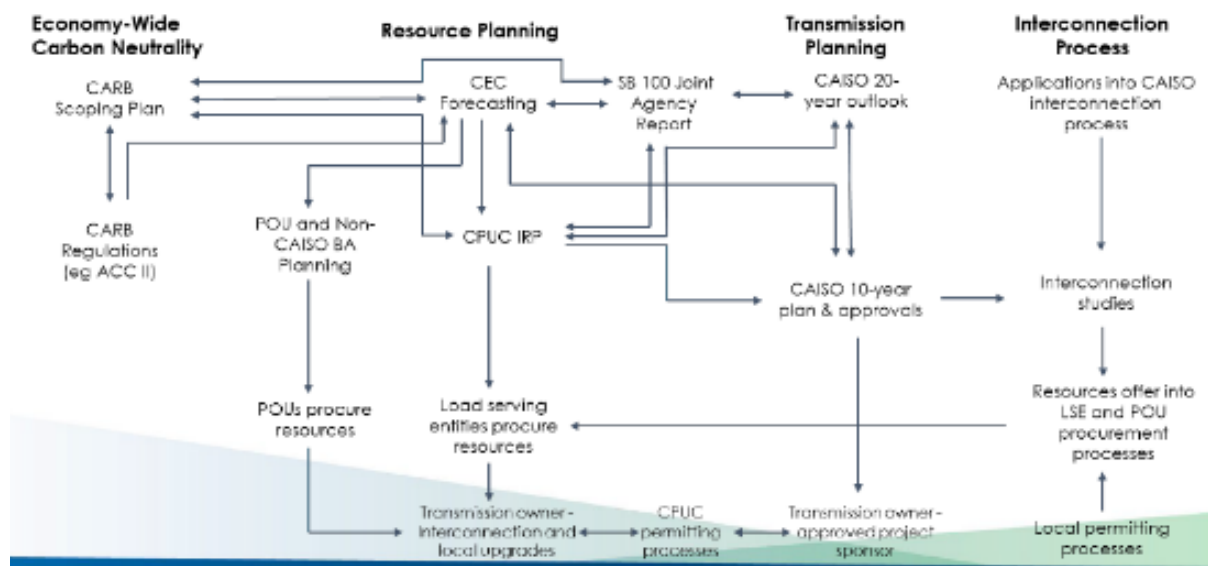 Economy-Wide
Carbon Neutrality
Resource Planning
Transmission
Planning
Interconnection
Process
CARB
Scoping Plan
CEC
Forecasting
SB 100 Joint
Agency
Report
CAISO 20-
year outlook
Applications into CAISO
interconnection
process
CARB
Regulations
(eg ACC II)
POU and Non-
CAISO BA
Planning
CPUC IRP
CAISO 10-year
plan & approvals
Interconnection
studies
POUs procure
resources
Load serving
entities procure
resources
Resources offer into
LSE and POU
procurement
processes
Transmission owner-
Interconnection and
local upgrades
CPUC
permitting
processes
Transmission owner-
approved project
sponsor
Local permitting
processes